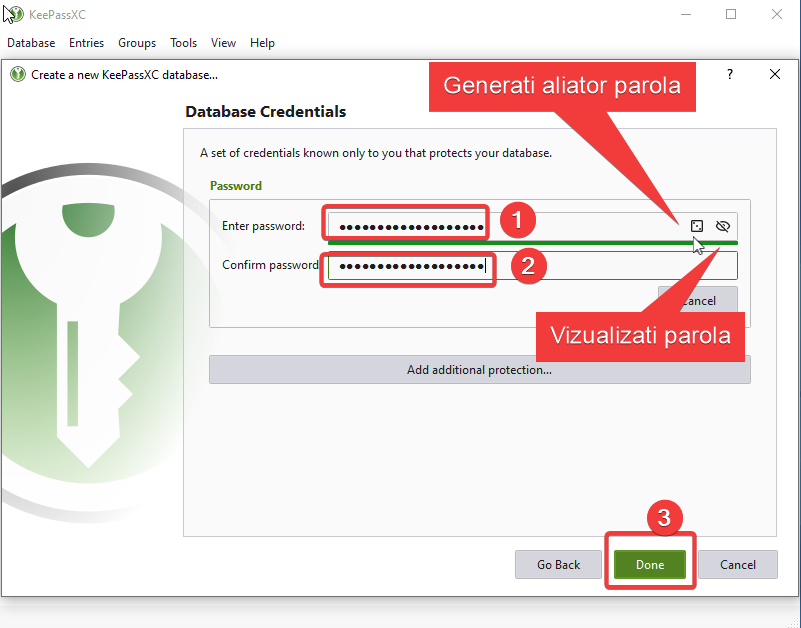 KeePassXC
Database Entries Groups Tools View Help
Create a new KeePassXC database...
?
Generati aliator parola
Database Credentials
A set of credentials known only to you that protects your database.
Password
Enter password: ●●●●●●●●●●●●●●●●●●●
1
Confirm password ●●●●●●●●●●●●●●●●●●●
2
Cancel
Vizualizati parola
Add additional protection...
3
Go Back Done Cancel